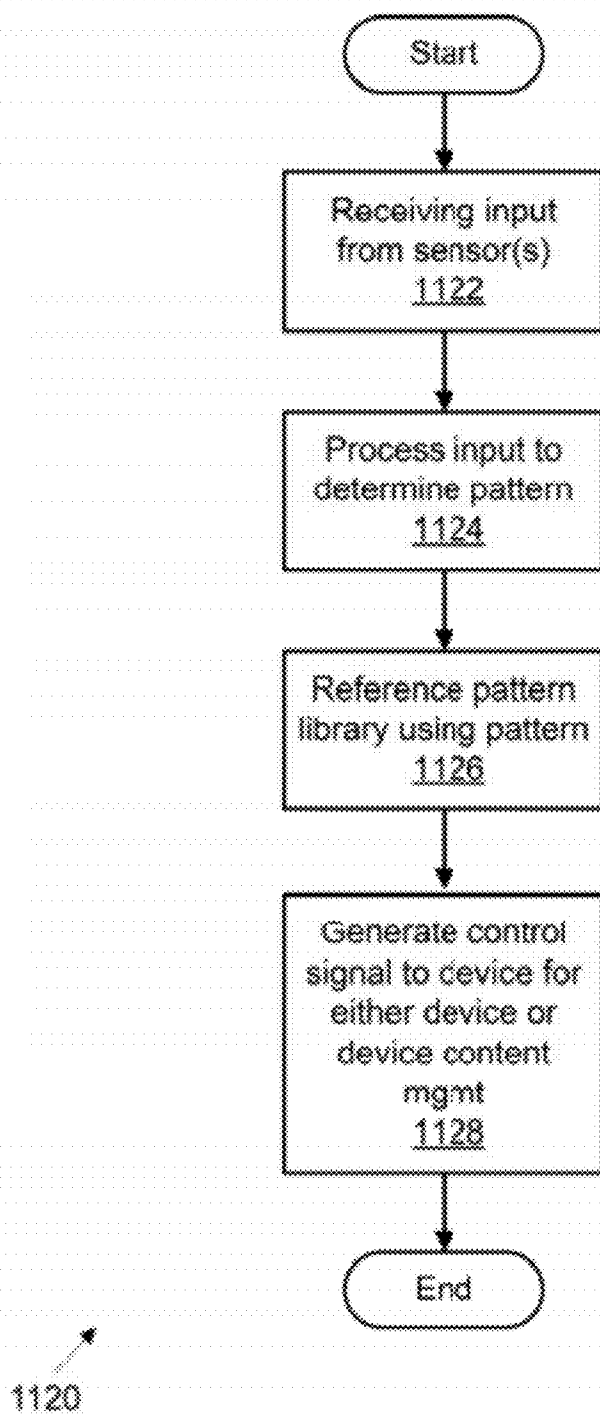 Start
Receiving input
from sensor(s)
1122
Process input to
determine pattern
1124
Reference pattern
library using pattern
1126
Generate control
signal to device for
either device or
device content
mgmt
1128
End
1120